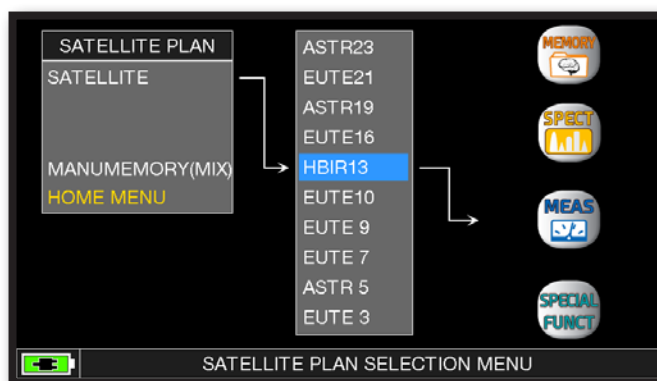 SATELLITE PLAN
SATELLITE
MANUMEMORY(MIX)
HOME MENU
ASTR23
EUTE21
ASTR19
EUTE16
HBIR13
EUTE10
EUTE 9
EUTE 7
ASTR 5
EUTE 3
MEMORY
SPECT
MEAS
SPECIAL
FUNCT
SATELLITE PLAN SELECTION MENU